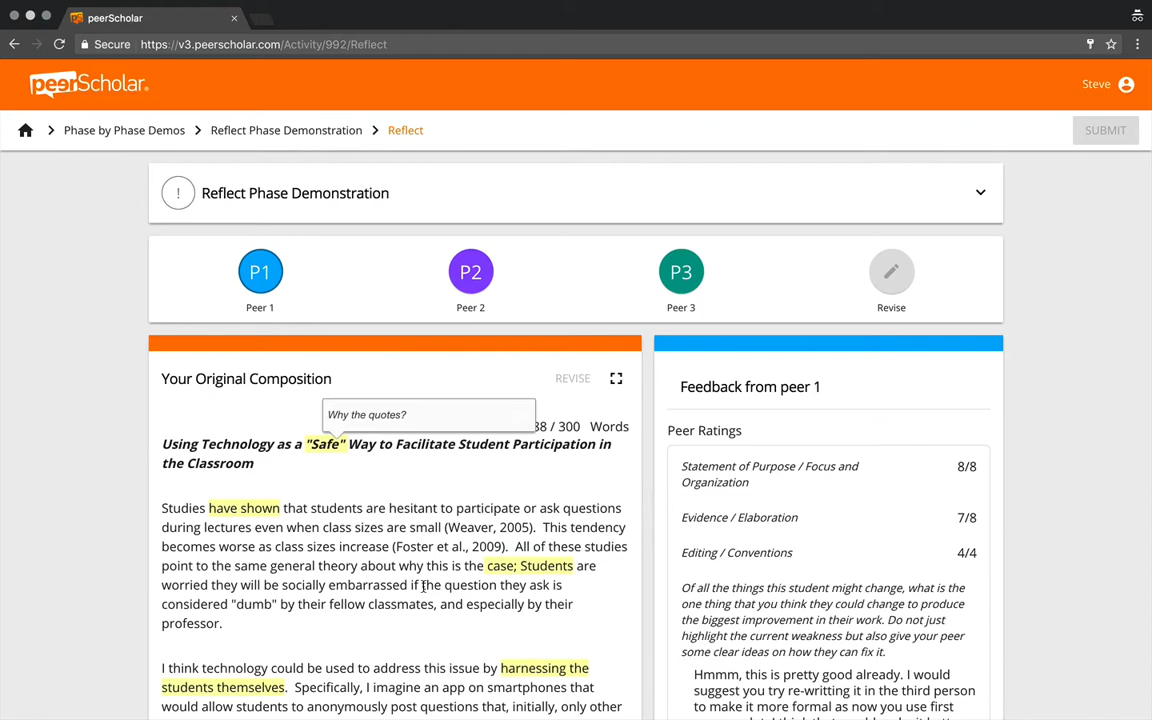 peerScholar
Secure https://v3.peerscholar.com/Activity/992/Reflect
peerScholar
Steve
Phase by Phase Demos
Reflect Phase Demonstration
Reflect
SUBMIT
! Reflect Phase Demonstration
P1
P2
P3
Peer 1
Peer 2
Peer 3
Revise
Your Original Composition
REVISE
Why the quotes?
38 / 300 Words
Using Technology as a "Safe" Way to Facilitate Student Participation in
the Classroom
Studies have shown that students are hesitant to participate or ask questions
during lectures even when class sizes are small (Weaver, 2005). This tendency
becomes worse as class sizes increase (Foster et al., 2009). All of these studies
point to the same general theory about why this is the case; Students are
worried they will be socially embarrassed if the question they ask is
considered "dumb" by their fellow classmates, and especially by their
professor.
I think technology could be used to address this issue by harnessing the
students themselves. Specifically, I imagine an app on smartphones that
would allow students to anonymously post questions that, initially, only other
Feedback from peer 1
Peer Ratings
Statement of Purpose / Focus and
Organization
8/8
Evidence / Elaboration
7/8
Editing / Conventions
4/4
Of all the things this student might change, what is the
one thing that you think they could change to produce
the biggest improvement in their work. Do not just
highlight the current weakness but also give your peer
some clear ideas on how they can fix it.
Hmmm, this is pretty good already. I would
suggest you try re-writing it in the third person
to make it more formal as now you use first